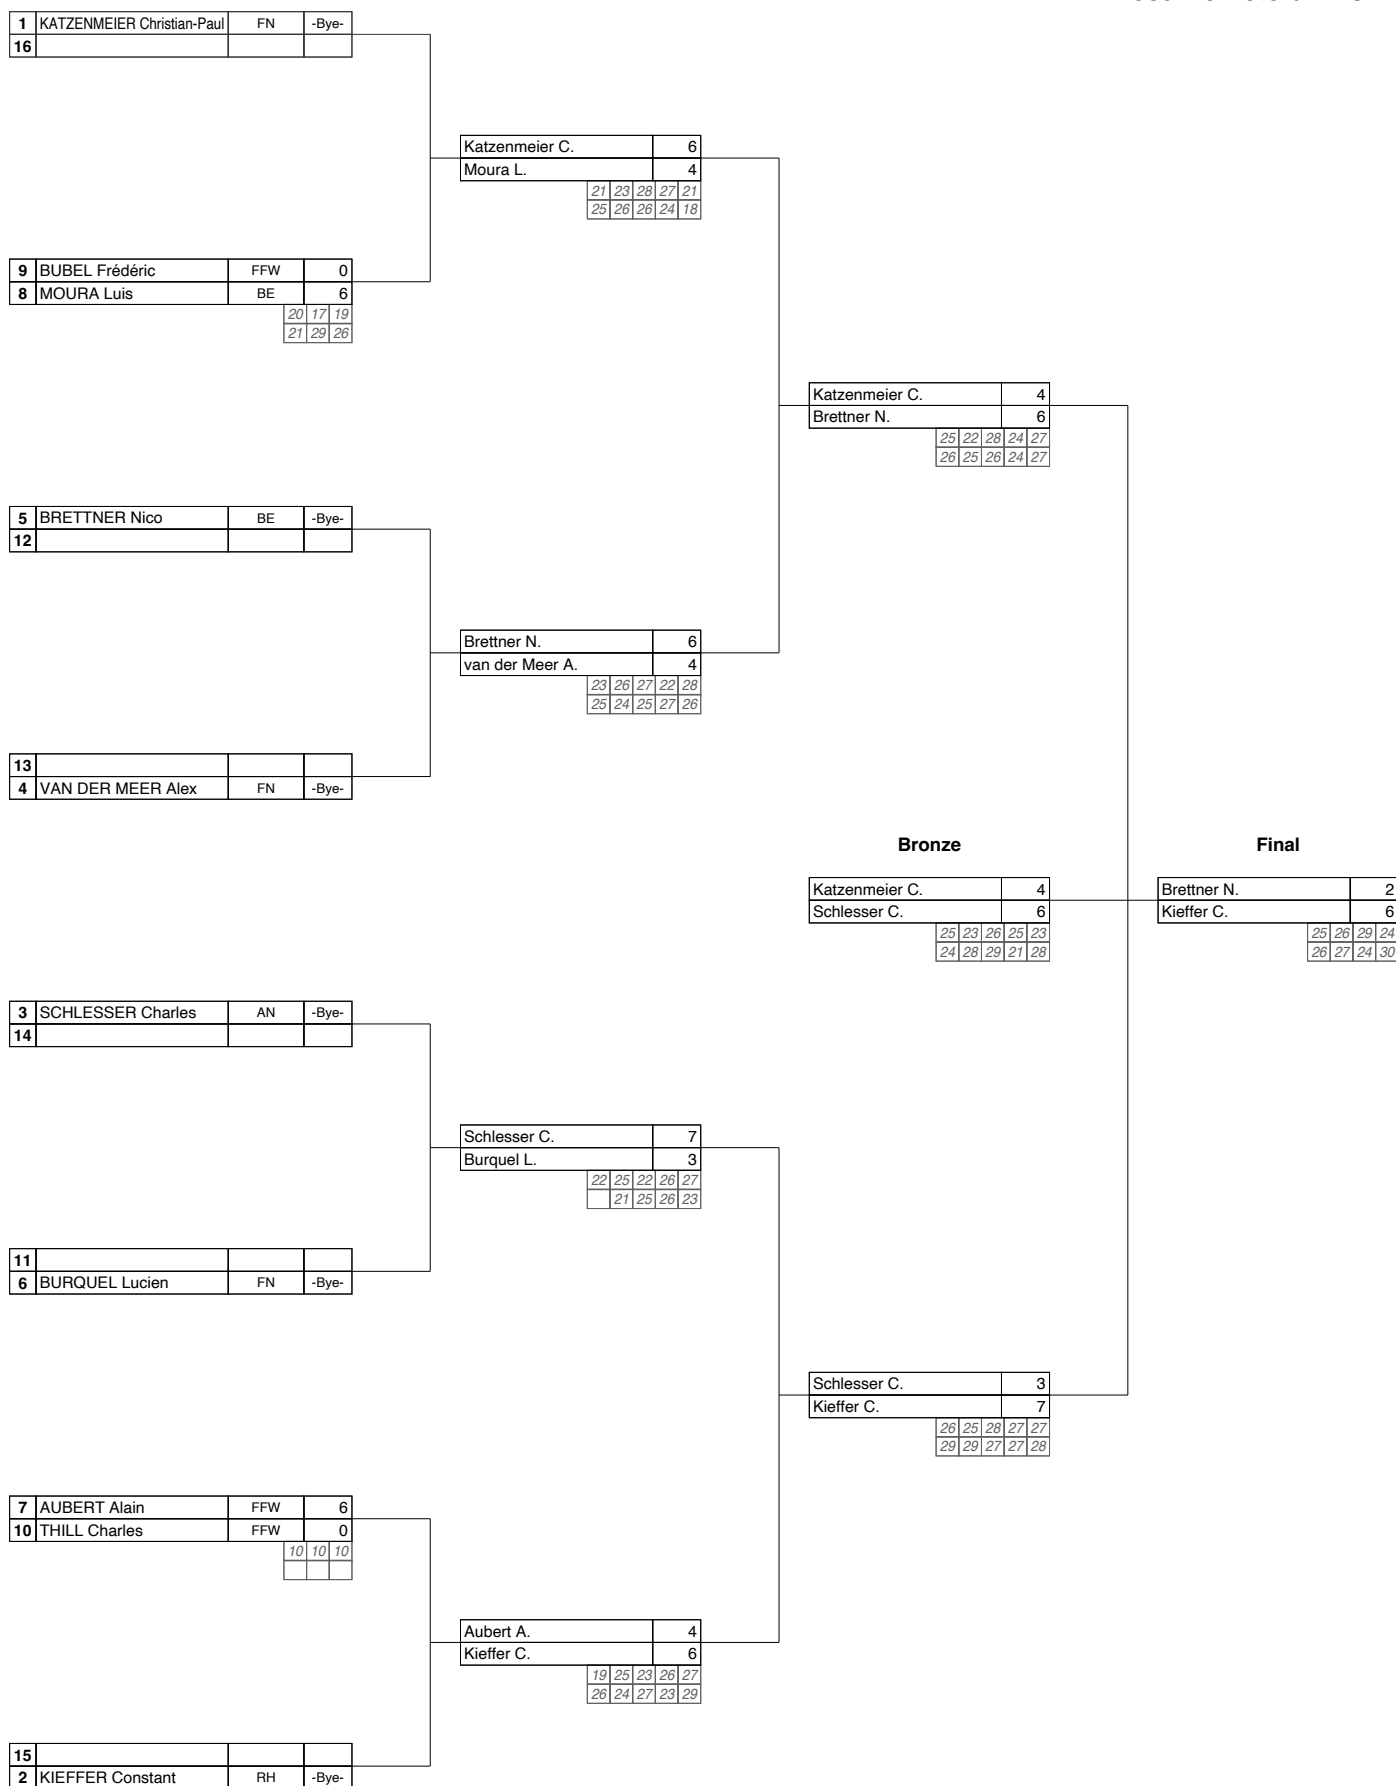 1 KATZENMEIER Christian-Paul FN -Bye-
16
Katzenmeier C. 6
Moura L. 4
21 23 28 27 21
25 26 26 24 18
9 BUBEL Frédéric FFW 0
8 MOURA Luis BE 6
20 17 19
21 29 26
Katzenmeier C. 4
Brettner N. 6
25 22 28 24 27
26 25 26 24 27
5 BRETTNER Nico BE -Bye-
12
Brettner N. 6
van der Meer A. 4
23 26 27 22 28
25 24 25 27 26
13
4 VAN DER MEER Alex FN -Bye-
Bronze Final
Katzenmeier C. 4 Brettner N. 2
Schlesser C. 6 Kieffer C. 6
25 23 26 25 23 25 26 29 24
24 28 29 21 28 26 27 24 30
3 SCHLESSER Charles AN -Bye-
14
Schlesser C. 7
Burquel L. 3
22 25 22 26 27
21 25 26 23
11
6 BURQUEL Lucien FN -Bye-
Schlesser C. 3
Kieffer C. 7
26 25 28 27 27
29 29 27 27 28
7 AUBERT Alain FFW 6
10 THILL Charles FFW 0
10 10 10
Aubert A. 4
Kieffer C. 6
19 25 23 26 27
26 24 27 23 29
15
2 KIEFFER Constant RH -Bye-